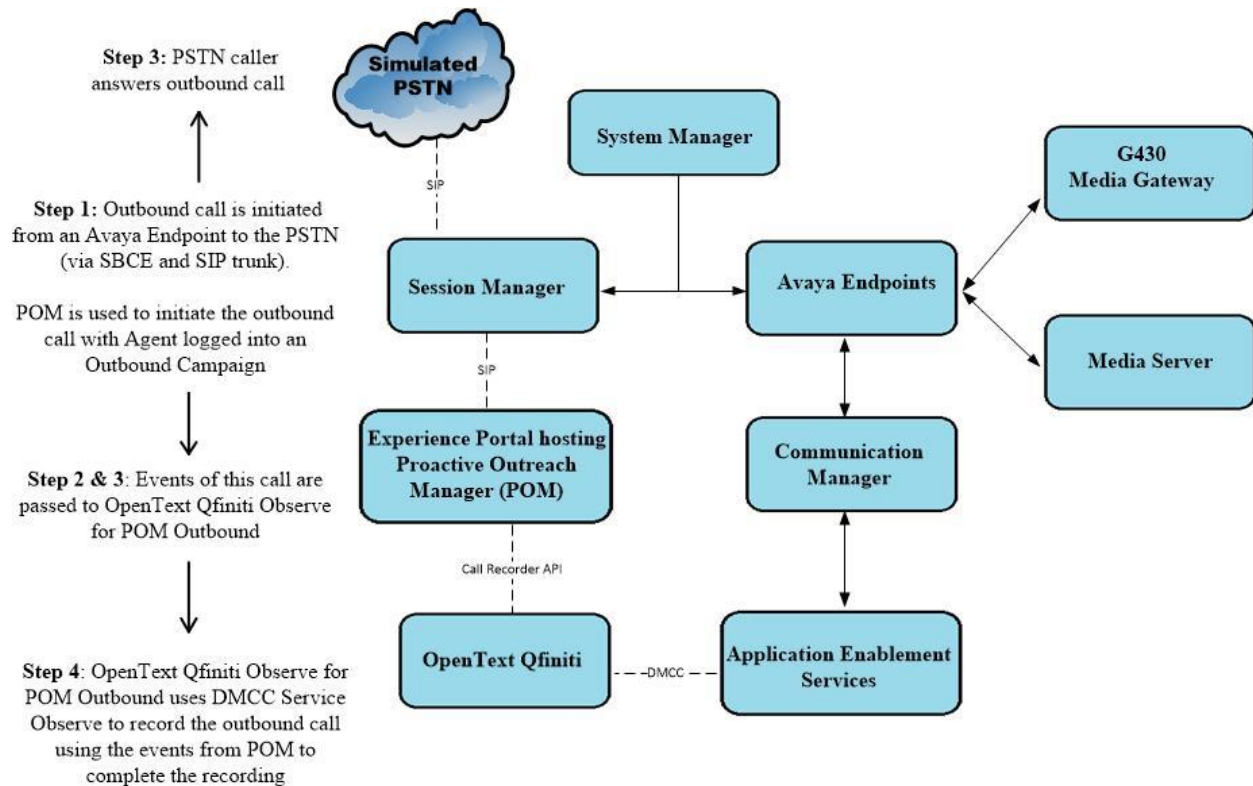 Step 3: PSTN caller
answers outbound call
Step 1: Outbound call is initiated
from an Avaya Endpoint to the PSTN
(via SBCE and SIP trunk).
POM is used to initiate the outbound
call with Agent logged into an
Outbound Campaign
Step 2 & 3: Events of this call are
passed to OpenText Qfiniti Observe
for POM Outbound
Step 4: OpenText Qfiniti Observe for
POM Outbound uses DMCC Service
Observe to record the outbound call
using the events from POM to
complete the recording
Simulated
PSTN
SIP
System Manager
G430
Media Gateway
Session Manager
Avaya Endpoints
Media Server
SIP
Experience Portal hosting
Proactive Outreach
Manager (POM)
Communication
Manager
Call Recorder API
OpenText Qfiniti
DMCC
Application Enablement
Services